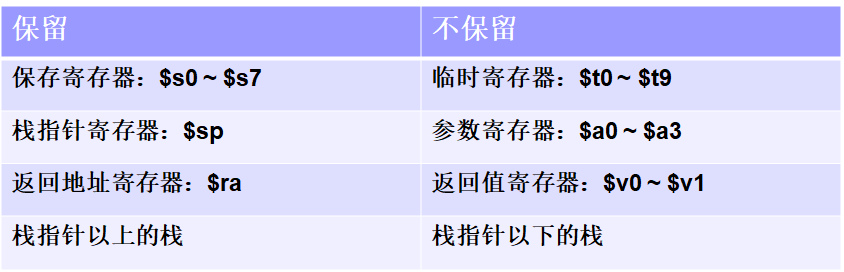 保留 不保留
保存寄存器：$s0 ~ $s7 临时寄存器：$t0 ~ $t9
栈指针寄存器：$sp 参数寄存器：$a0 ~ $a3
返回地址寄存器：$ra 返回值寄存器：$v0 ~ $v1
栈指针以上的栈 栈指针以下的栈